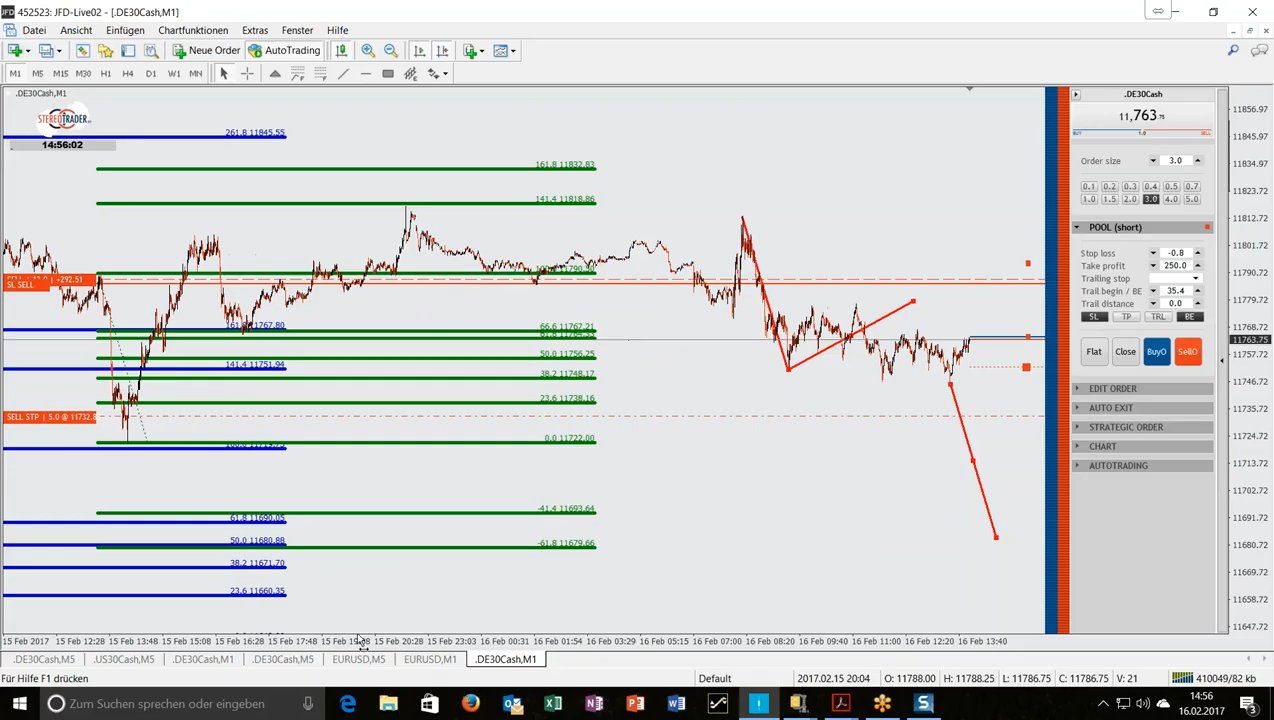 452523: JFD-Live02 - [.DE30Cash,M1]
Datei Ansicht Einfügen Chartfunktionen Extras Fenster Hilfe
Neue Order AutoTrading
M1 M5 M15 M30 H1 H4 D1 W1 MN
.DE30Cash,M1
STEREOTRADER
14:56:02
261.8 11845.55
161.8 11832.83
141.4 11818.86
SL SELL
66.6 11767.21
50.0 11756.25
141.4 11751.94
38.2 11748.17
23.6 11738.16
SELL STP | 5.0 @ 11732.8
0.0 11722.00
-41.4 11693.64
61.8 11690.05
50.0 11680.88
-61.8 11679.66
38.2 11671.70
23.6 11660.35
.DE30Cash
11,763.75
BUY 1.0 SELL
Order size 3.0
0.1 0.2 0.3 0.4 0.5 0.7
1.0 1.5 2.0 3.0 4.0 5.0
POOL (short)
Stop loss -0.8
Take profit 250.0
Trailing stop
Trail begin / BE 35.4
Trail distance 0.0
SL TP TRL BE
Flat Close BuyO SellO
EDIT ORDER
AUTO EXIT
STRATEGIC ORDER
CHART
AUTOTRADING
11856.97
11845.97
11834.97
11823.72
11812.72
11801.72
11790.72
11779.72
11768.72
11763.75
11757.72
11746.72
11735.72
11724.72
11713.72
11702.72
11691.72
11680.72
11669.72
11658.72
11647.72
15 Feb 2017 15 Feb 12:28 15 Feb 13:48 15 Feb 15:08 15 Feb 16:28 15 Feb 17:48 15 Feb 20:28 15 Feb 23:03 16 Feb 00:31 16 Feb 01:54 16 Feb 03:29 16 Feb 05:15 16 Feb 07:00 16 Feb 08:20 16 Feb 09:40 16 Feb 11:00 16 Feb 12:20 16 Feb 13:40
.DE30Cash,M5 .US30Cash,M5 .DE30Cash,M1 .DE30Cash,M5 EURUSD,M5 EURUSD,M1 .DE30Cash,M1
Für Hilfe F1 drücken Default 2017.02.15 20:04 O: 11788.00 H: 11788.25 L: 11786.75 C: 11786.75 V: 21 410049/82 kb
Zum Suchen sprechen oder eingeben
14:56
16.02.2017
3